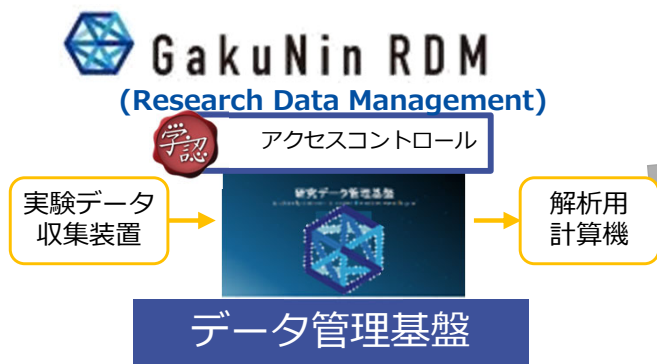 GakuNin RDM
(Research Data Management)
学認
アクセスコントロール
実験データ
収集装置
研究データ管理基盤
解析用
計算機
データ管理基盤